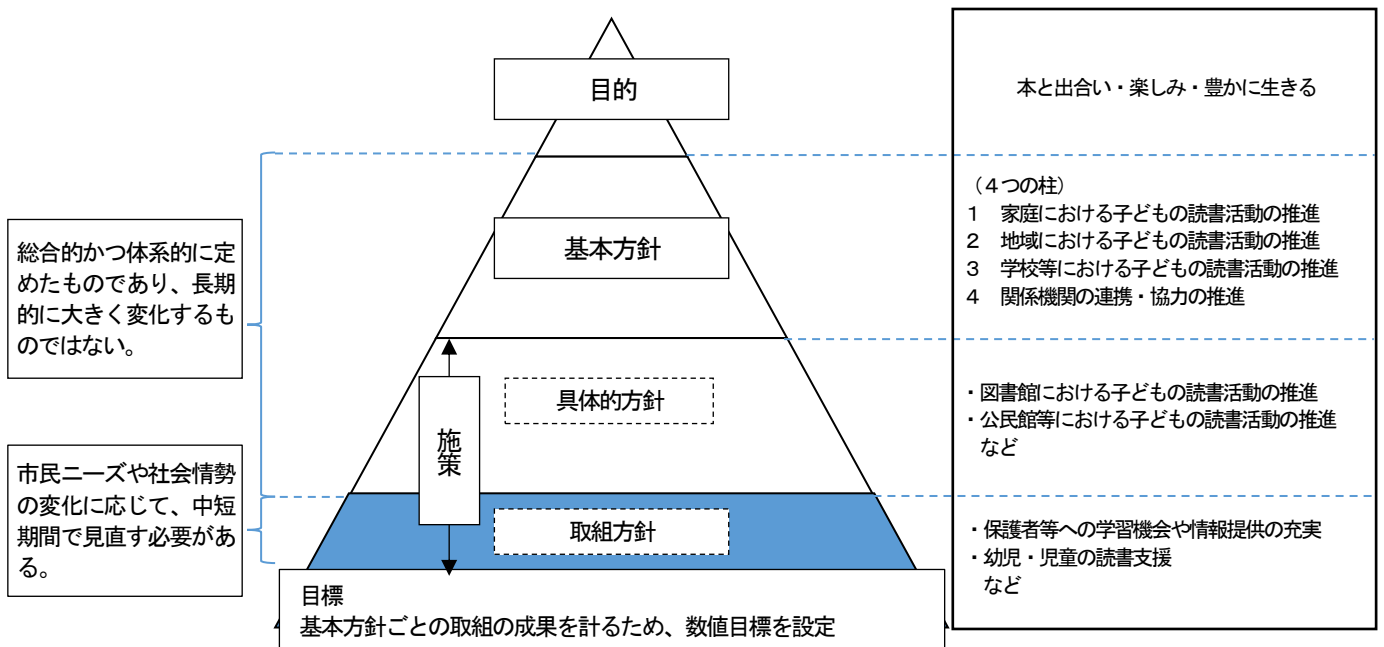 目的
基本方針
具体的方針
施策
取組方針
目標
基本方針ごとの取組の成果を計るため、数値目標を設定
総合的かつ体系的に定
めたものであり、長期
的に大きく変化するも
のではない。
市民ニーズや社会情勢
の変化に応じて、中短
期間で見直す必要があ
る。
本と出合い・楽しみ・豊かに生きる
（４つの柱）
１　家庭における子どもの読書活動の推進
２　地域における子どもの読書活動の推進
３　学校等における子どもの読書活動の推進
４　関係機関の連携・協力の推進
・図書館における子どもの読書活動の推進
・公民館等における子どもの読書活動の推進
など
・保護者等への学習機会や情報提供の充実
・幼児・児童の読書支援
など